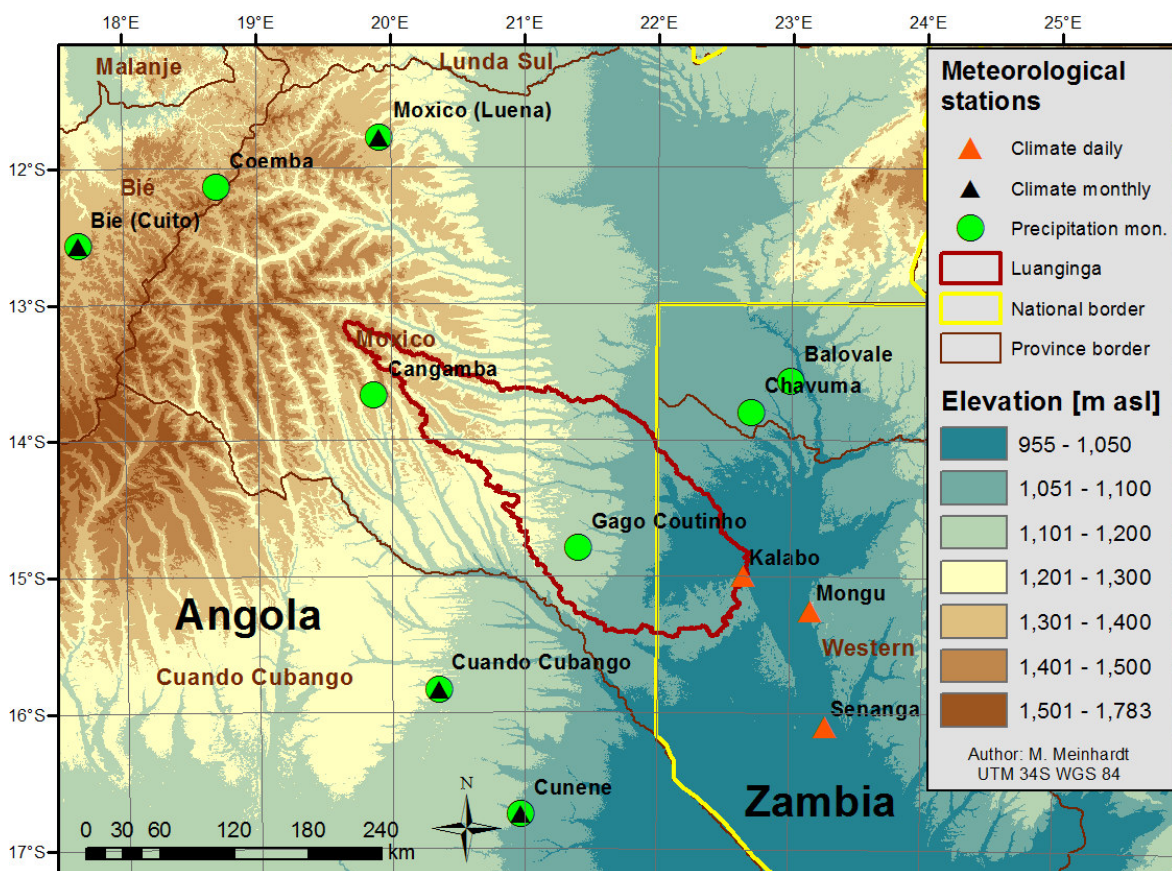 18°E 19°E 20°E 21°E 22°E 23°E 24°E 25°E
12°S
13°S
14°S
15°S
16°S
17°S
Malanje
Lunda Sul
Moxico (Luena)
Coemba
Bié
Bie (Cuito)
Moxico
Cangamba
Balovale
Chavuma
Gago Coutinho
Kalabo
Mongu
Angola
Western
Cuando Cubango
Cuando Cubango
Senanga
Cunene
Zambia
N
0 30 60 120 180 240
km
Meteorological
stations
Climate daily
Climate monthly
Precipitation mon.
Luanginga
National border
Province border
Elevation [m asl]
955 - 1,050
1,051 - 1,100
1,101 - 1,200
1,201 - 1,300
1,301 - 1,400
1,401 - 1,500
1,501 - 1,783
Author: M. Meinhardt
UTM 34S WGS 84